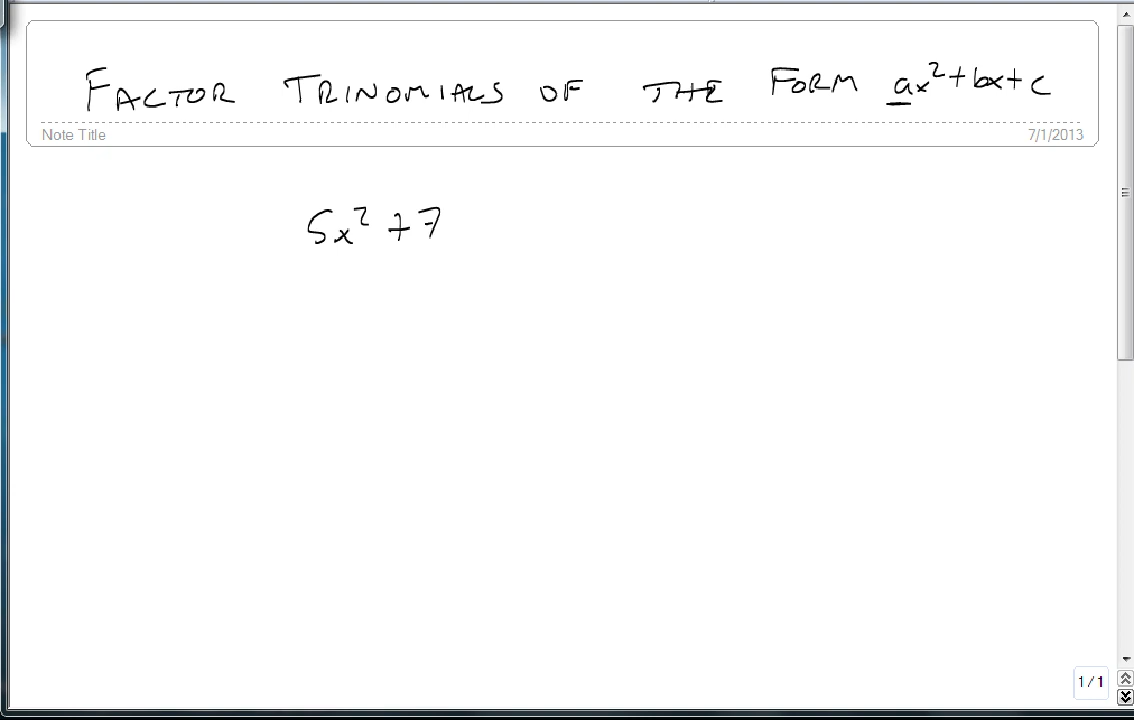 FACTOR TRINOMIALS OF THE FORM ax²+bx+c
Note Title 7/1/2013
5x² +7
1/1